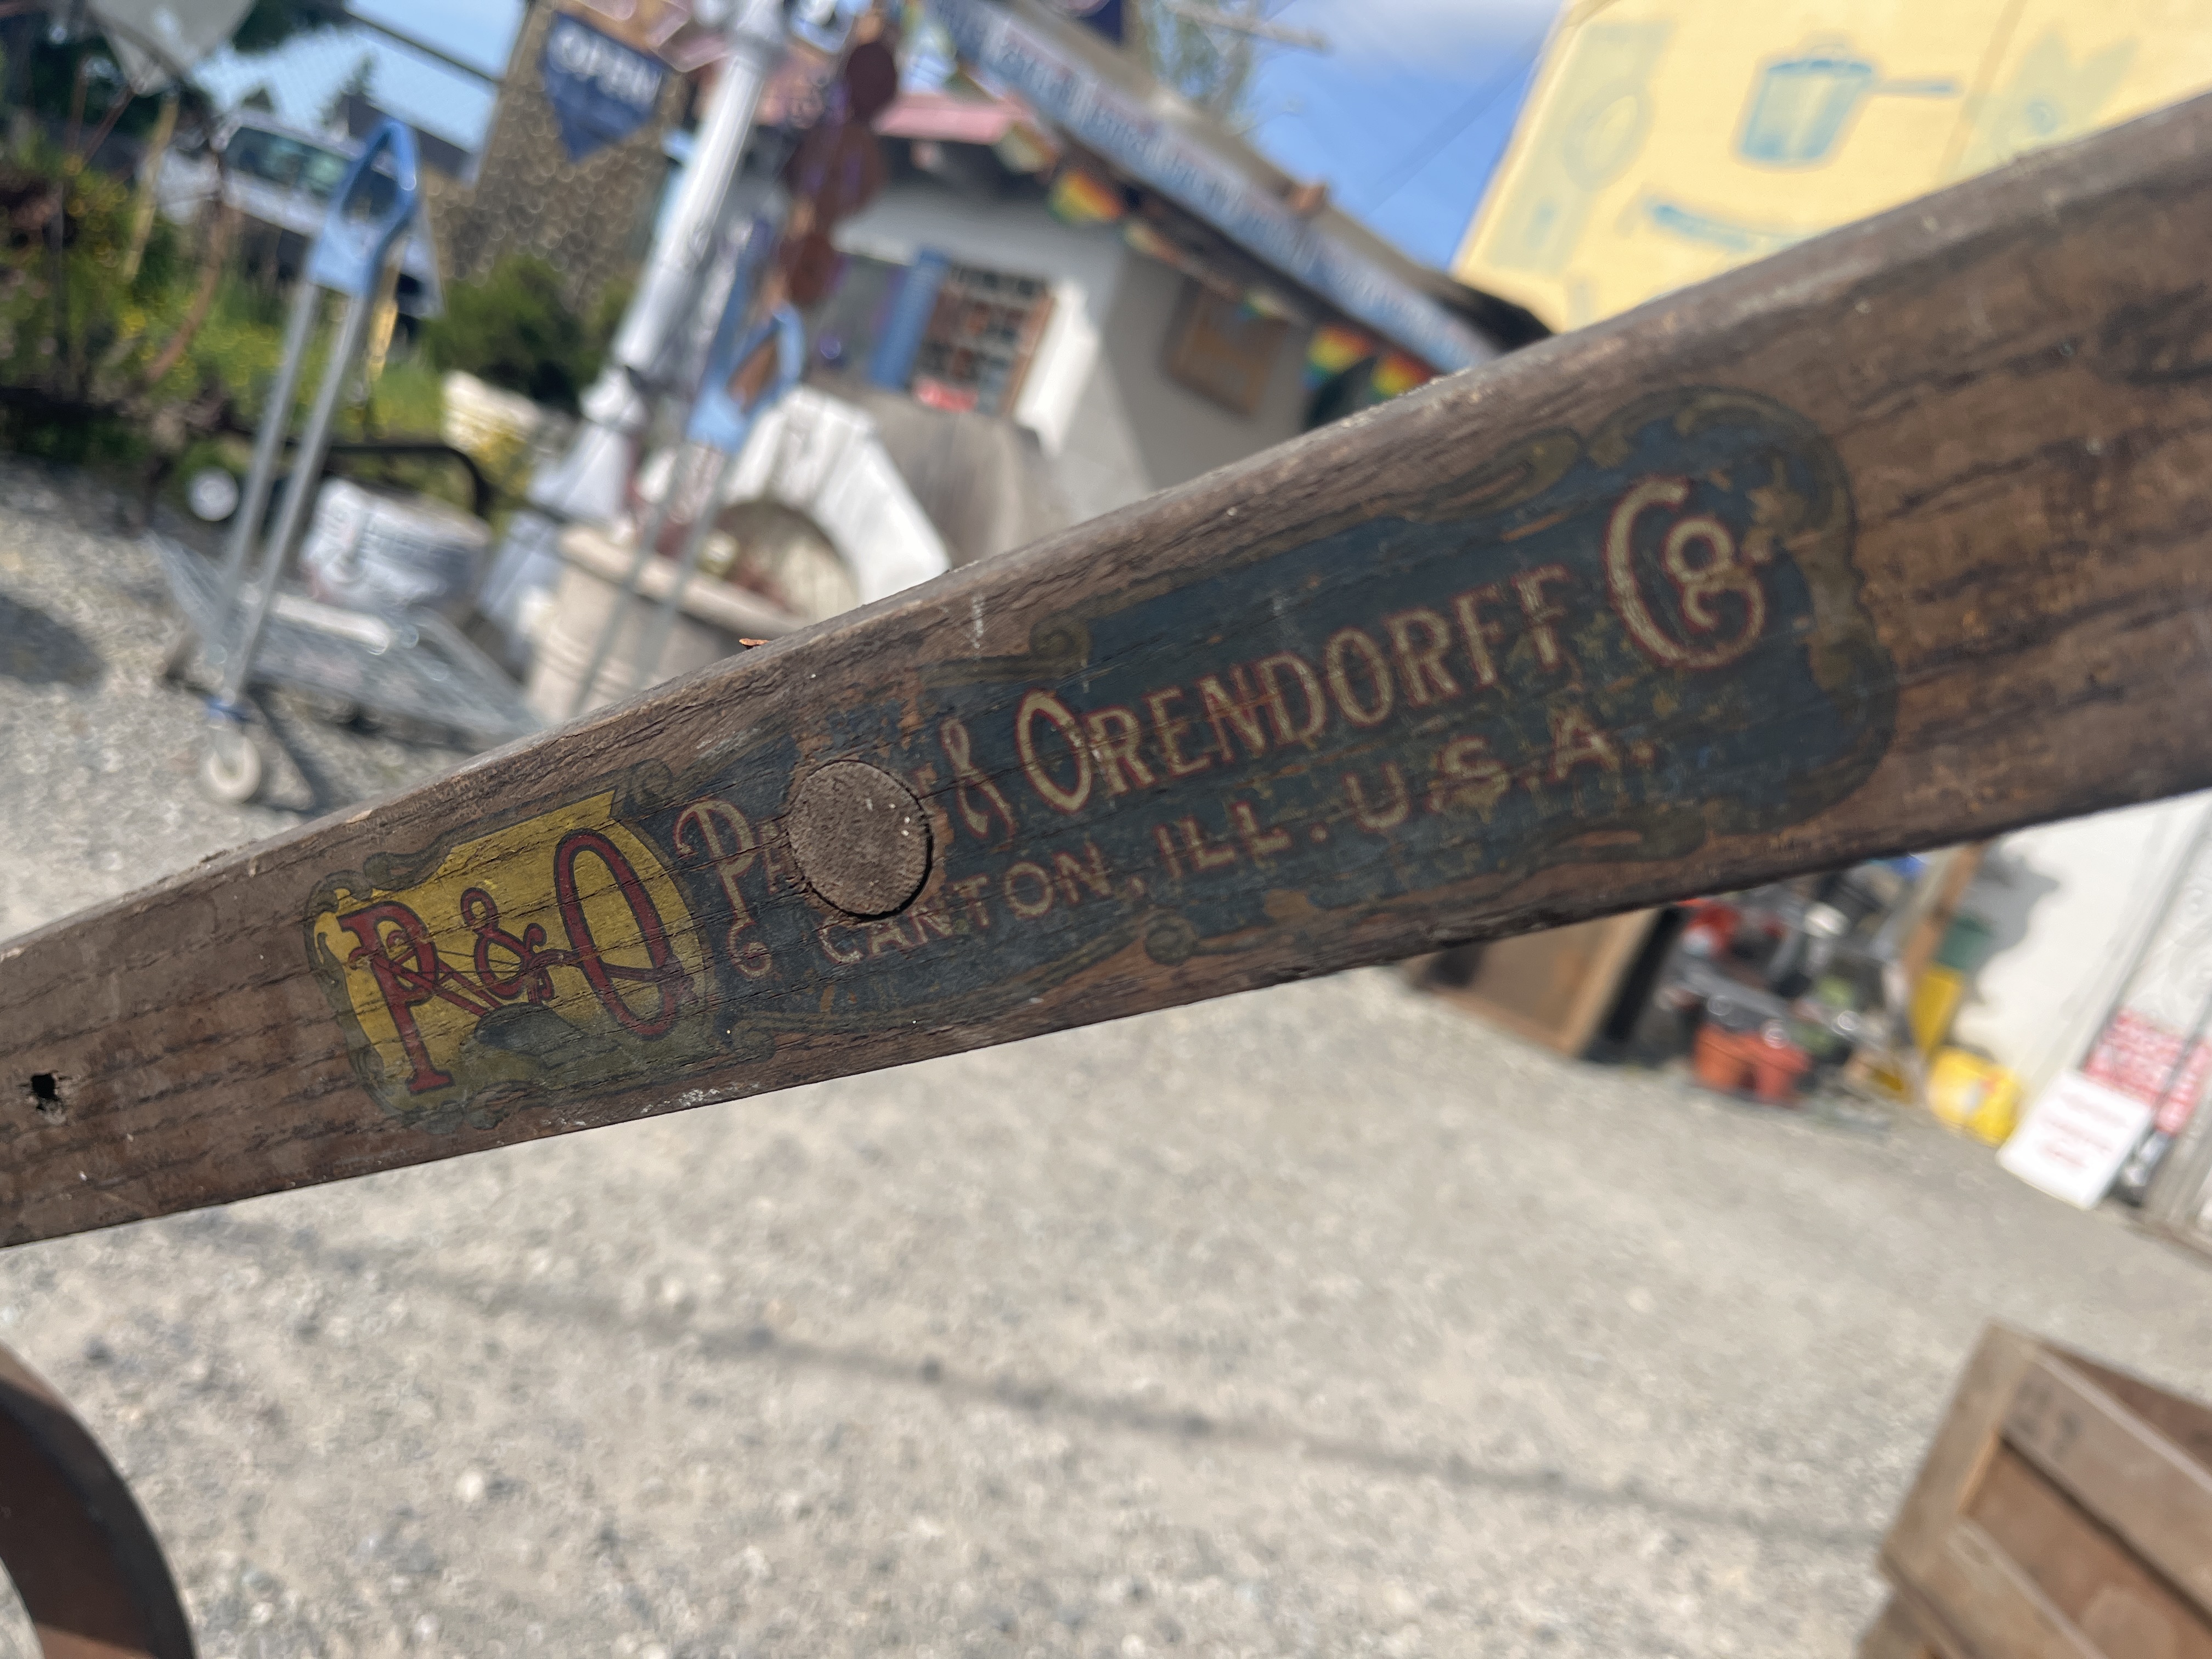 OPEN
P&O
& ORENDORFF Co
CANTON, ILL. U.S.A.